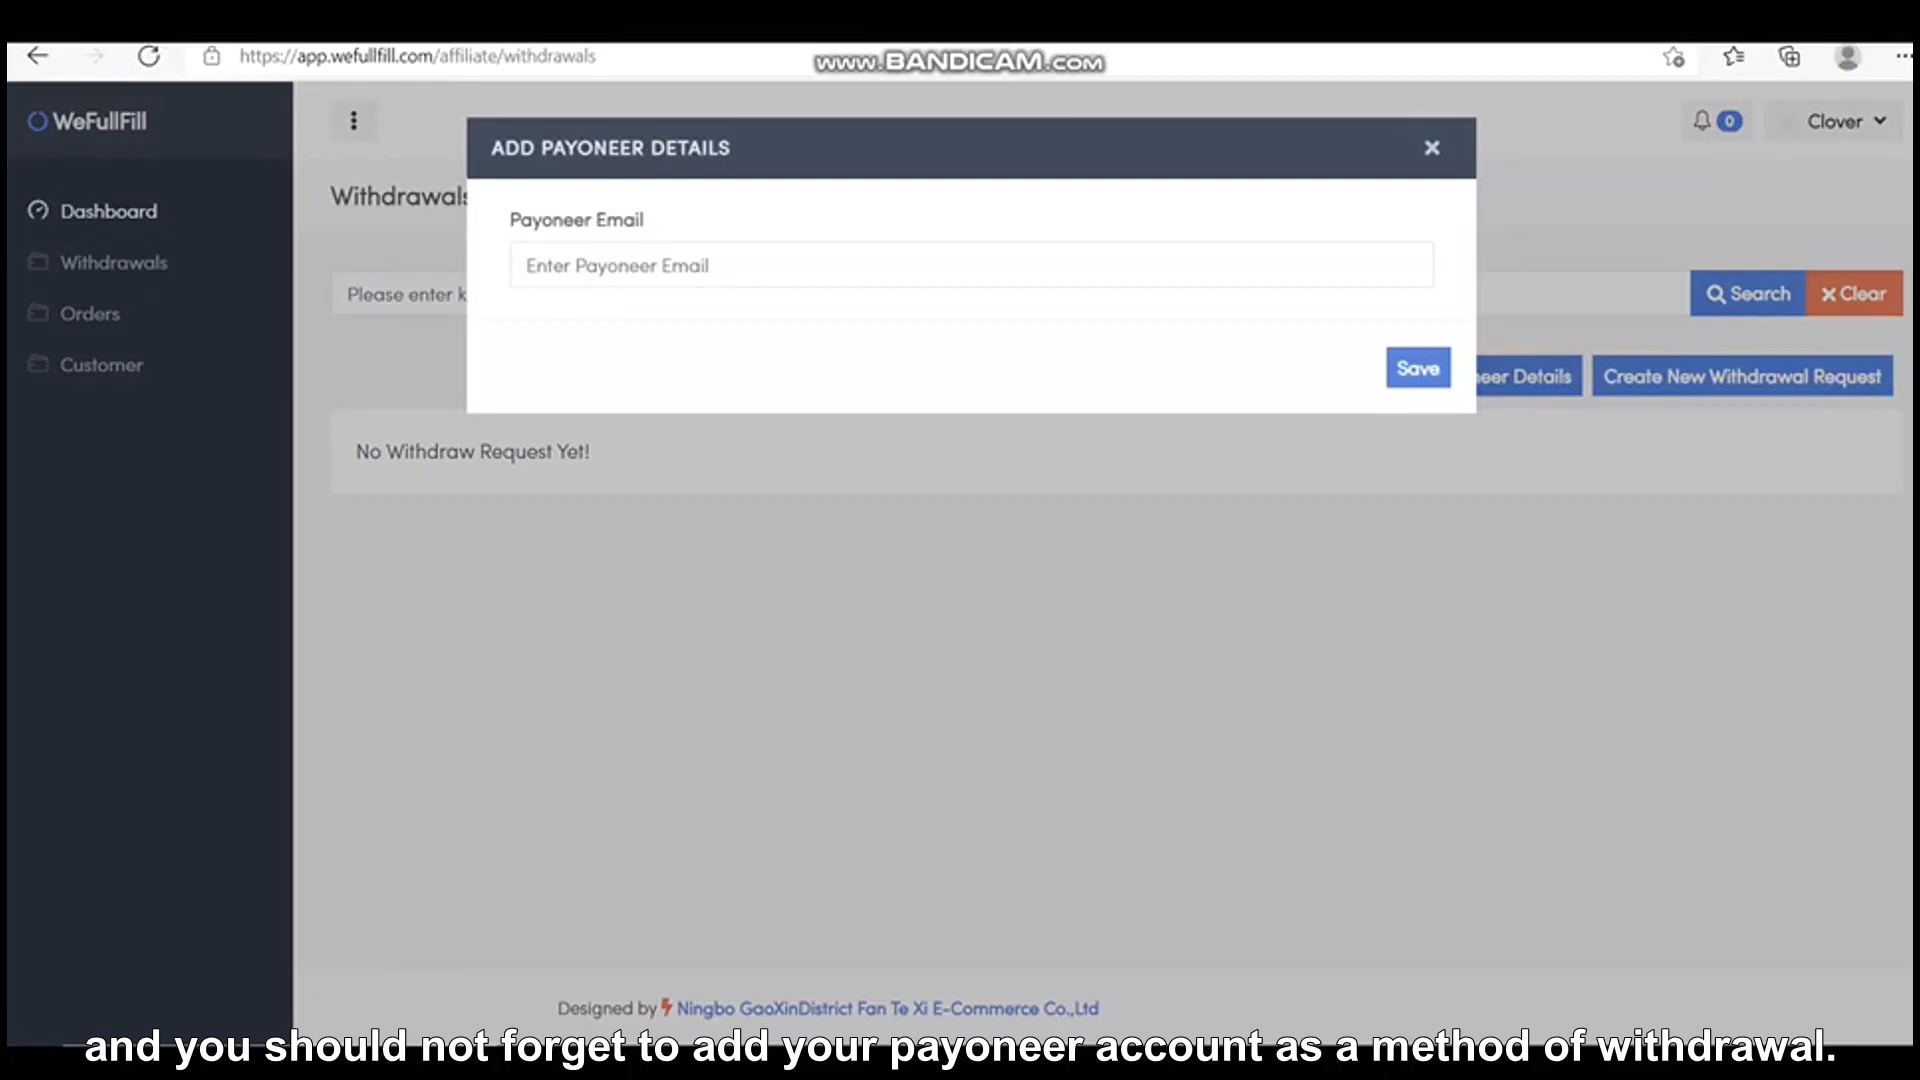 https://app.wefullfill.com/affiliate/withdrawals
www.BANDICAM.com
WeFullFill
0
Clover
ADD PAYONEER DETAILS
Dashboard
Withdrawals
Payoneer Email
Withdrawals
Enter Payoneer Email
Please enter k
Search
Clear
Orders
Customer
Save
eer Details
Create New Withdrawal Request
No Withdraw Request Yet!
Designed by Ningbo GaoXinDistrict Fan Te Xi E-Commerce Co.,Ltd
and you should not forget to add your payoneer account as a method of withdrawal.